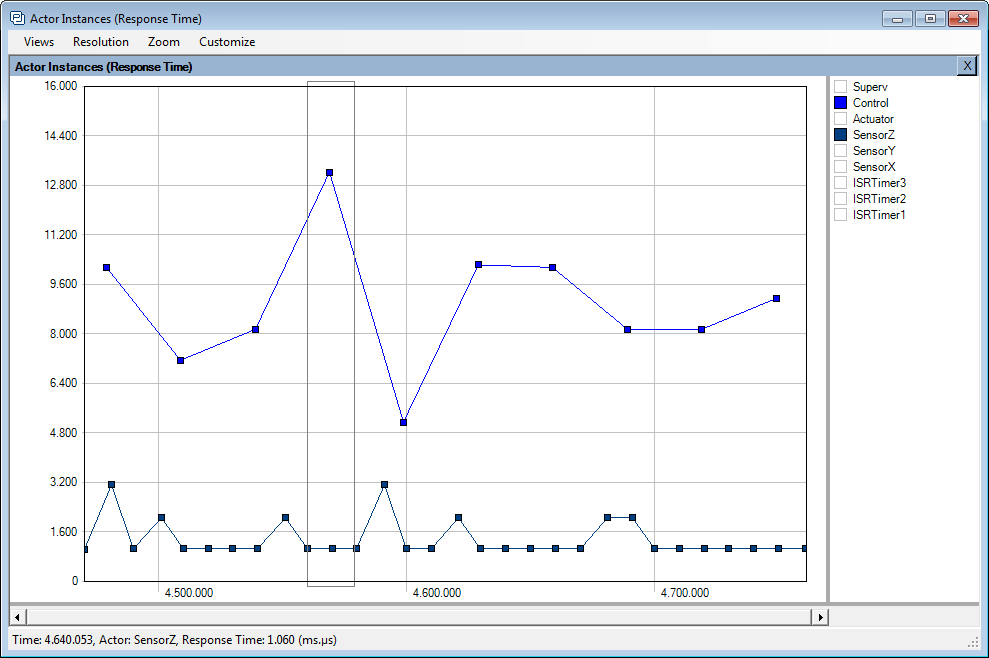 Actor Instances (Response Time)
Views Resolution Zoom Customize
Actor Instances (Response Time) X
16.000
14.400
12.800
11.200
9.600
8.000
6.400
4.800
3.200
1.600
0
4.500.000 4.600.000 4.700.000
Superv
Control
Actuator
SensorZ
SensorY
SensorX
ISRTimer3
ISRTimer2
ISRTimer1
Time: 4.640.053, Actor: SensorZ, Response Time: 1.060 (ms.µs)